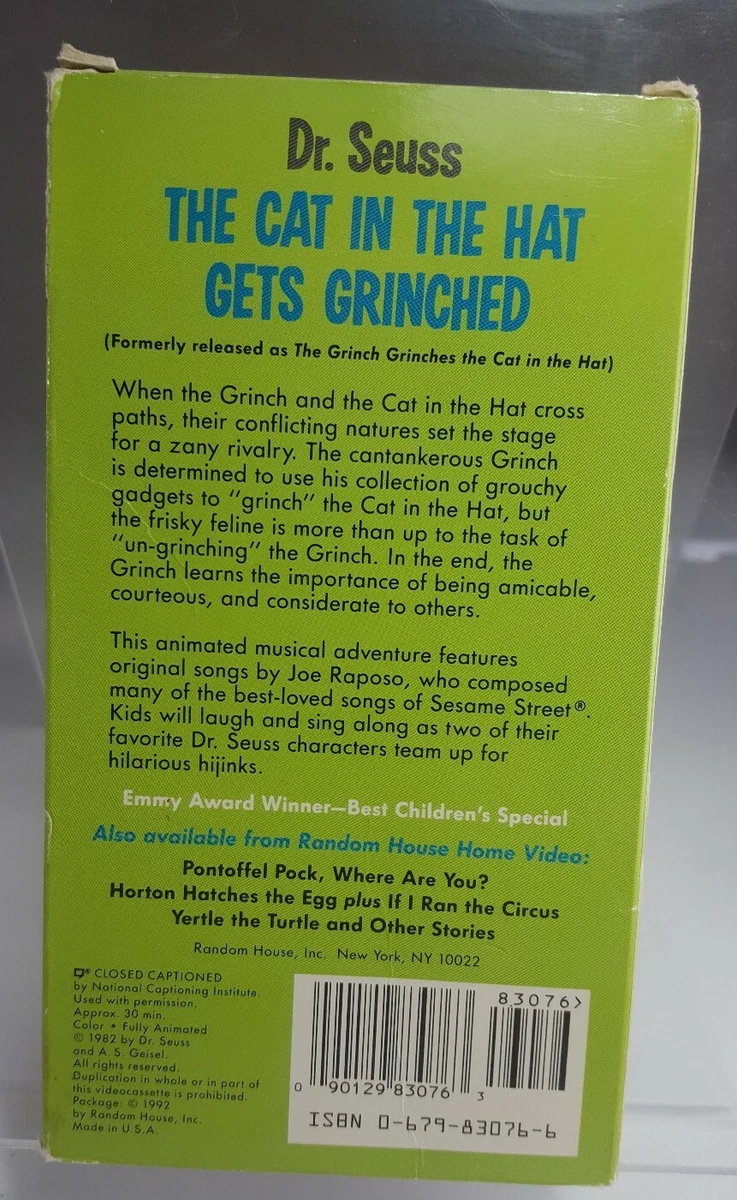 Dr. Seuss
THE CAT IN THE HAT
GETS GRINCHED
(Formerly released as The Grinch Grinches the Cat in the Hat)
When the Grinch and the Cat in the Hat cross
paths, their conflicting natures set the stage
for a zany rivalry. The cantankerous Grinch
is determined to use his collection of grouchy
gadgets to “grinch” the Cat in the Hat, but
the frisky feline is more than up to the task of
“un-grinching” the Grinch. In the end, the
Grinch learns the importance of being amicable,
courteous, and considerate to others.
This animated musical adventure features
original songs by Joe Raposo, who composed
many of the best-loved songs of Sesame Street®.
Kids will laugh and sing along as two of their
favorite Dr. Seuss characters team up for
hilarious hijinks.
Emmy Award Winner—Best Children's Special
Also available from Random House Home Video:
Pontoffel Pock, Where Are You?
Horton Hatches the Egg plus If I Ran the Circus
Yertle the Turtle and Other Stories
Random House, Inc. New York, NY 10022
® CLOSED CAPTIONED
by National Captioning Institute.
Used with permission.
Approx. 30 min.
Color • Fully Animated
© 1982 by Dr. Seuss
and A. S. Geisel.
All rights reserved.
Duplication in whole or in part of
this videocassette is prohibited.
Package: © 1992
by Random House, Inc.
Made in U.S.A.
83076>
0 90129 83076 3
ISBN 0-679-83076-6